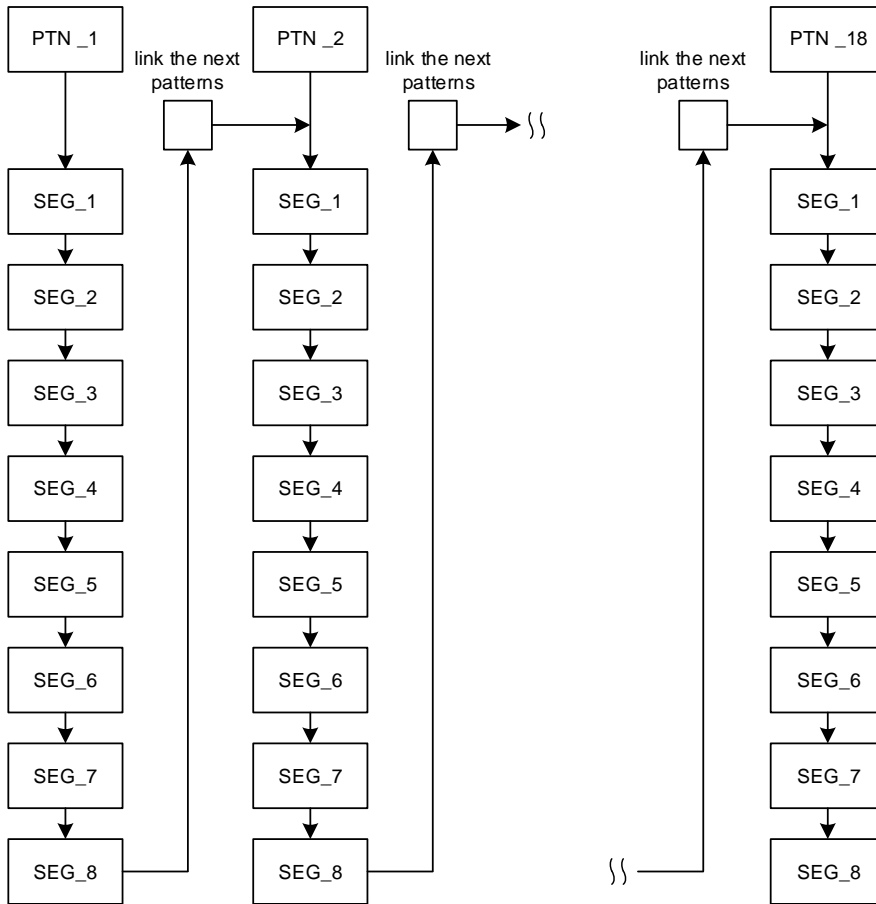 PTN _1
link the next
patterns
SEG_1
SEG_2
SEG_3
SEG_4
SEG_5
SEG_6
SEG_7
SEG_8
PTN _2
link the next
patterns
SEG_1
SEG_2
SEG_3
SEG_4
SEG_5
SEG_6
SEG_7
SEG_8
link the next
patterns
PTN _18
SEG_1
SEG_2
SEG_3
SEG_4
SEG_5
SEG_6
SEG_7
SEG_8